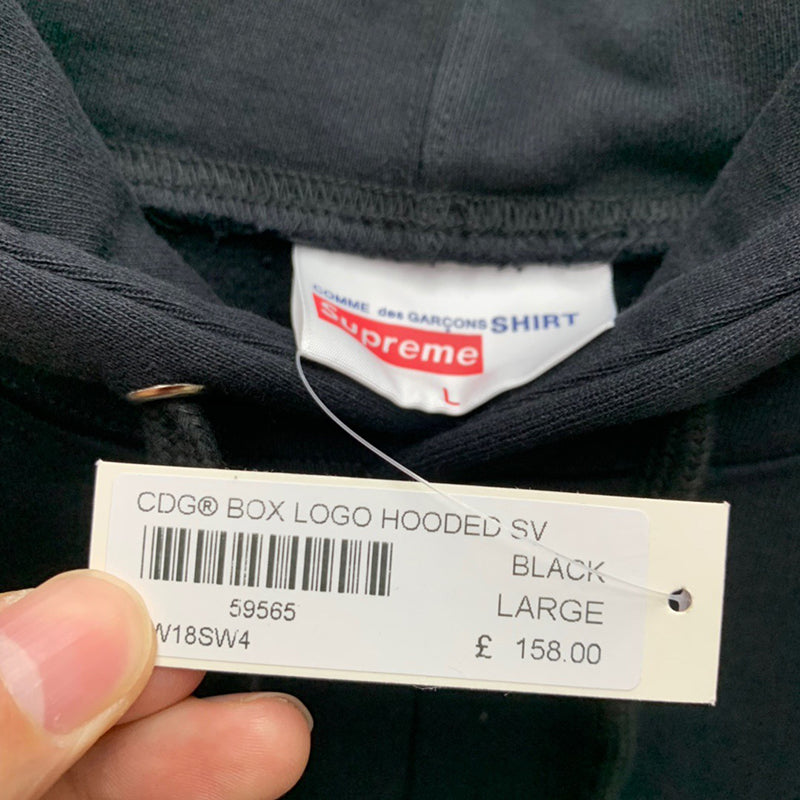 COMME des GARÇONS SHIRT
Supreme
L
CDG® BOX LOGO HOODED SV
BLACK
59565
LARGE
W18SW4
£ 158.00